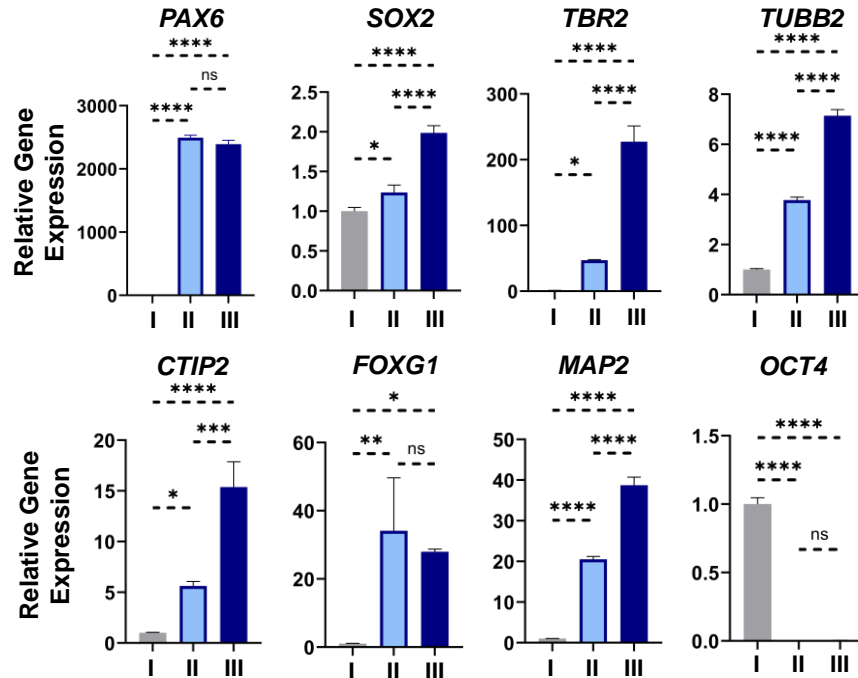 PAX6
SOX2
TBR2
TUBB2
Relative Gene
Expression
****
ns
****
3000
2000
1000
0
I II III
****
****
*
2.5
2.0
1.5
1.0
0.5
0.0
I II III
****
****
*
300
200
100
0
I II III
****
****
****
8
6
4
2
0
I II III
CTIP2
FOXG1
MAP2
OCT4
Relative Gene
Expression
****
***
*
20
15
10
5
0
I II III
*
**
ns
60
40
20
0
I II III
****
****
****
50
40
30
20
10
0
I II III
****
****
ns
1.5
1.0
0.5
0.0
I II III